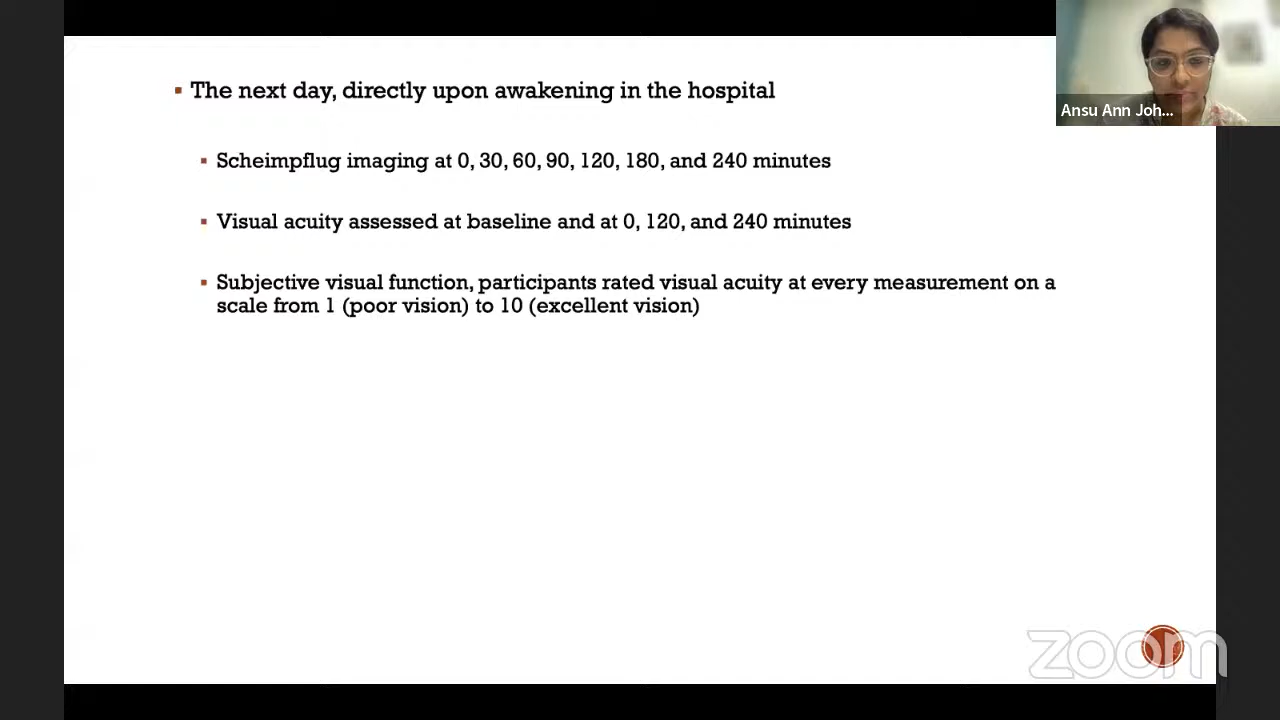 The next day, directly upon awakening in the hospital
Ansu Ann Joh...
Scheimpflug imaging at 0, 30, 60, 90, 120, 180, and 240 minutes
Visual acuity assessed at baseline and at 0, 120, and 240 minutes
Subjective visual function, participants rated visual acuity at every measurement on a
scale from 1 (poor vision) to 10 (excellent vision)
zoom